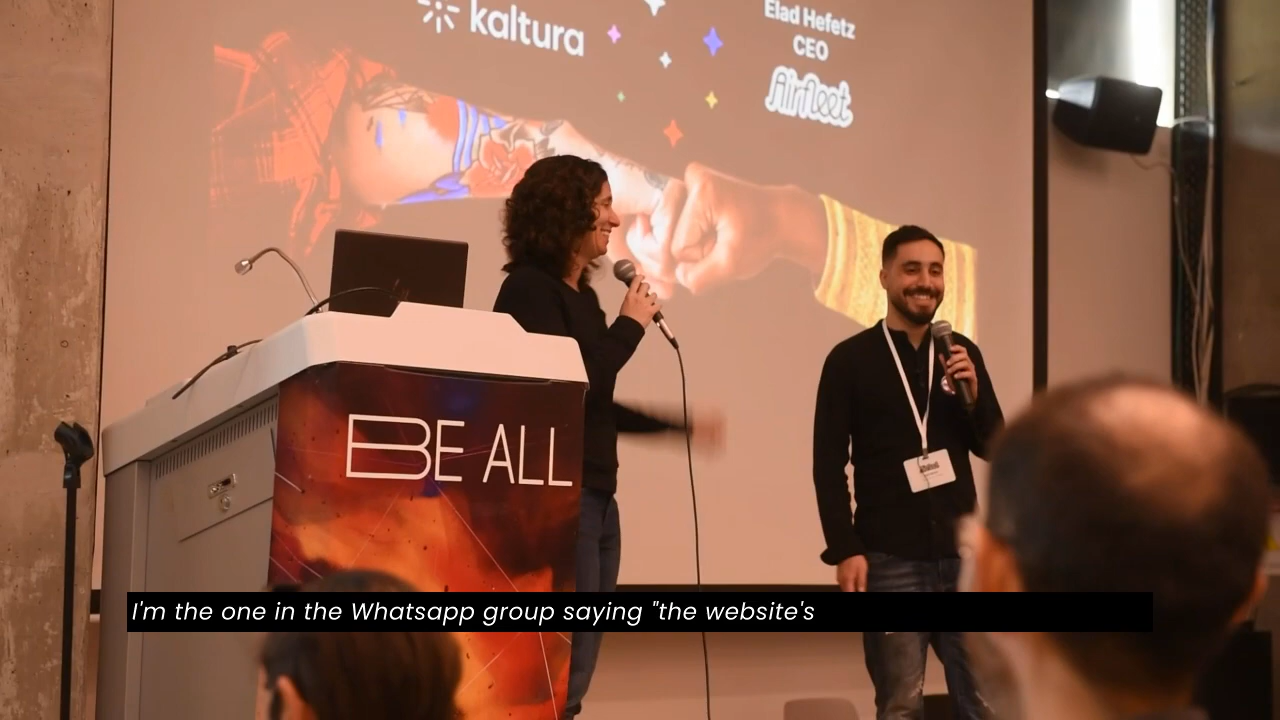 kaltura
Elad Hefetz
CEO
Airfleet
BE ALL
I'm the one in the Whatsapp group saying "the website's